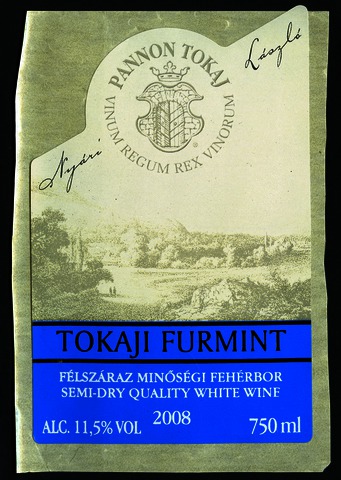 PANNON TOKAJ
VINUM REGUM REX VINORUM
Nyári László
TOKAJI FURMINT
FÉLSZÁRAZ MINŐSÉGI FEHÉRBOR
SEMI-DRY QUALITY WHITE WINE
ALC. 11,5% VOL 2008 750 ml